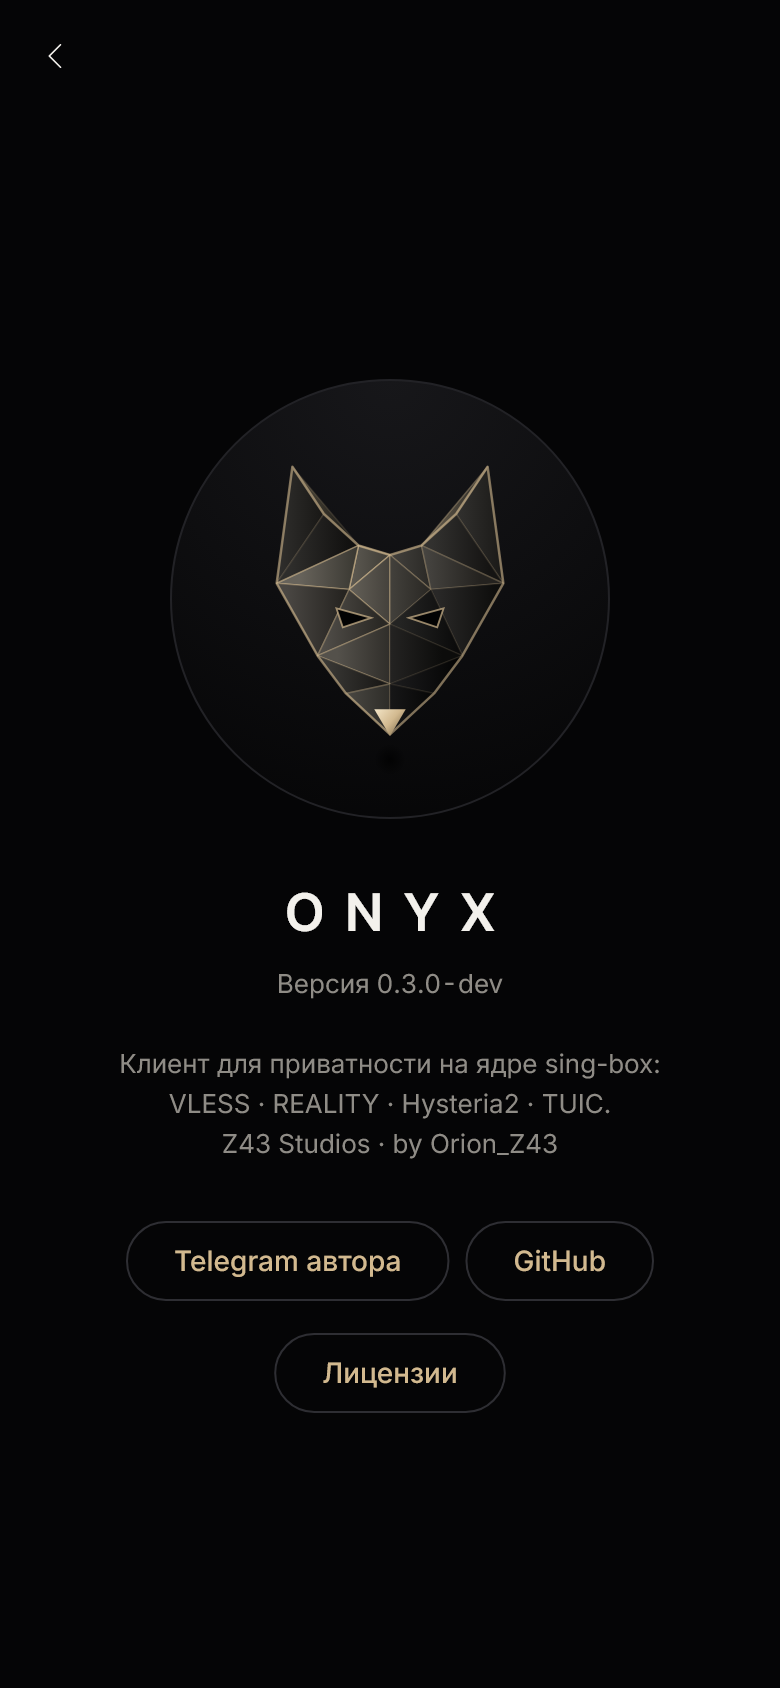 ONYX
Версия 0.3.0-dev
Клиент для приватности на ядре sing-box:
VLESS · REALITY · Hysteria2 · TUIC.
Z43 Studios · by Orion_Z43
Telegram автора
GitHub
Лицензии